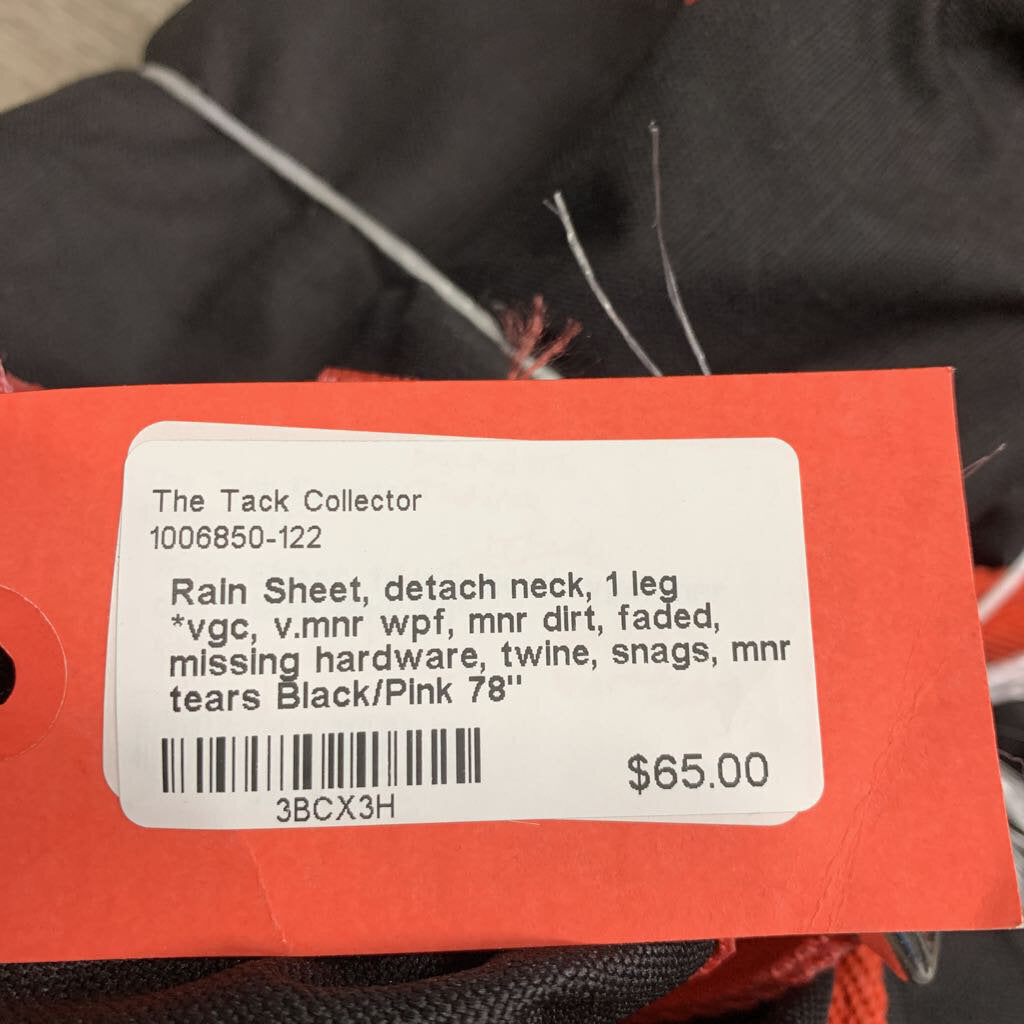 The Tack Collector
1006850-122
Rain Sheet, detach neck, 1 leg
*vgc, v.mnr wpf, mnr dirt, faded,
missing hardware, twine, snags, mnr
tears Black/Pink 78"
$65.00
3BCX3H